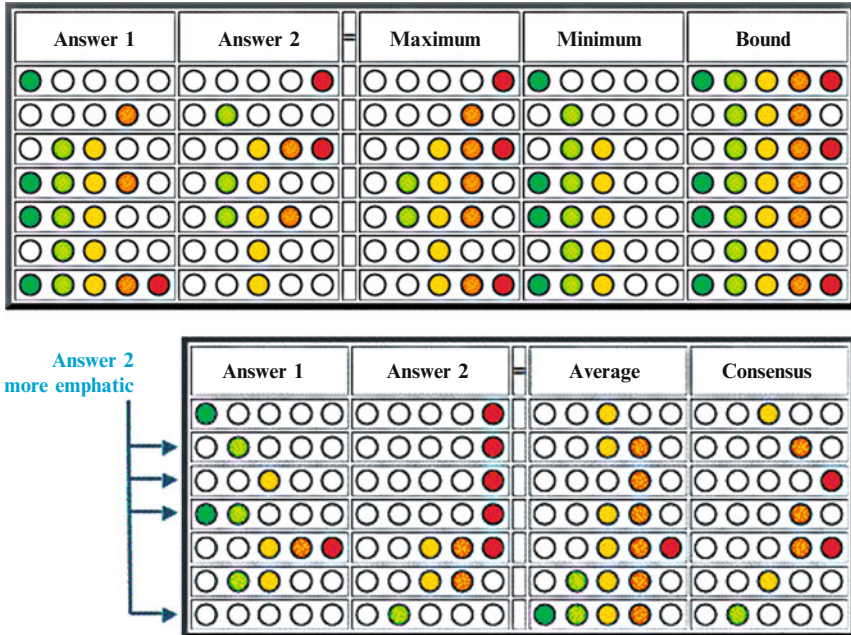 Answer 1 Answer 2 = Maximum Minimum Bound
Answer 2
more emphatic
Answer 1 Answer 2 = Average Consensus